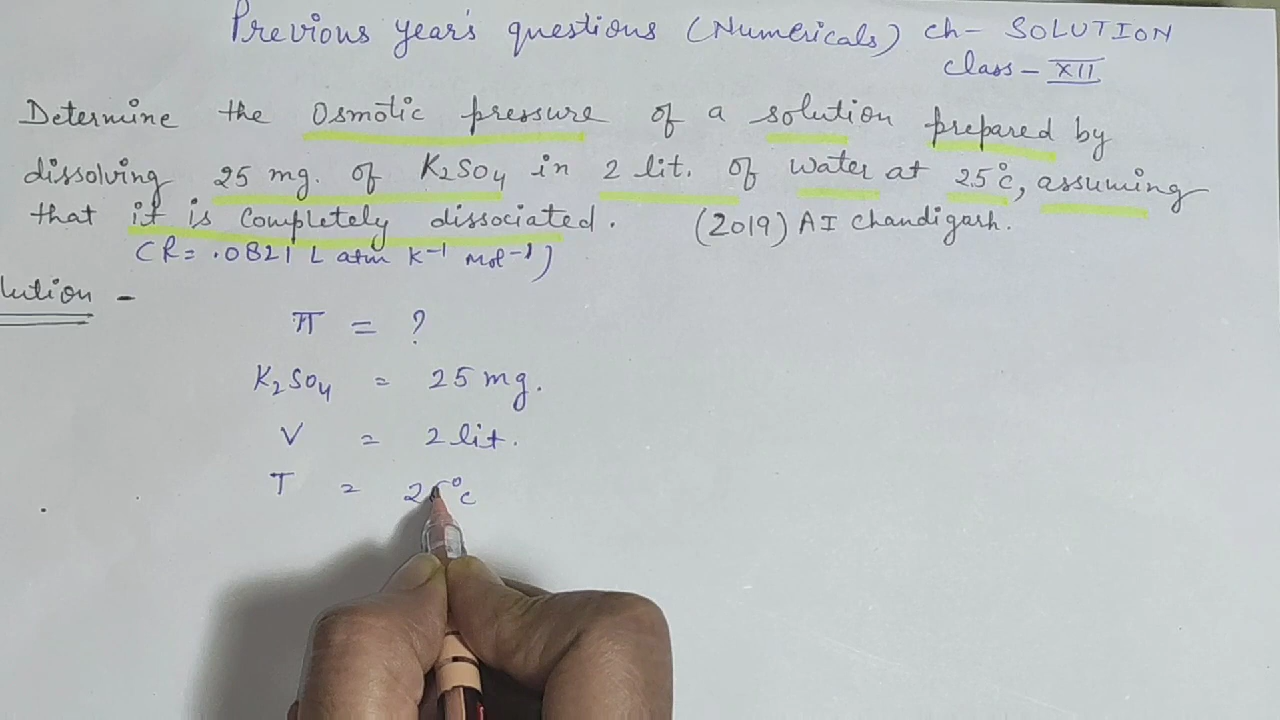 Previous year's questions (Numericals) ch- SOLUTION
class - XII
Determine the Osmotic pressure of a solution prepared by
dissolving 25 mg. of K₂SO₄ in 2 lit. of water at 25°c, assuming
that it is completely dissociated. (2019) AI Chandigarh.
(R= .0821 L atm K⁻¹ mol⁻¹)
lution -
π = ?
K₂SO₄ = 25 mg.
V = 2 lit.
T = 25°c